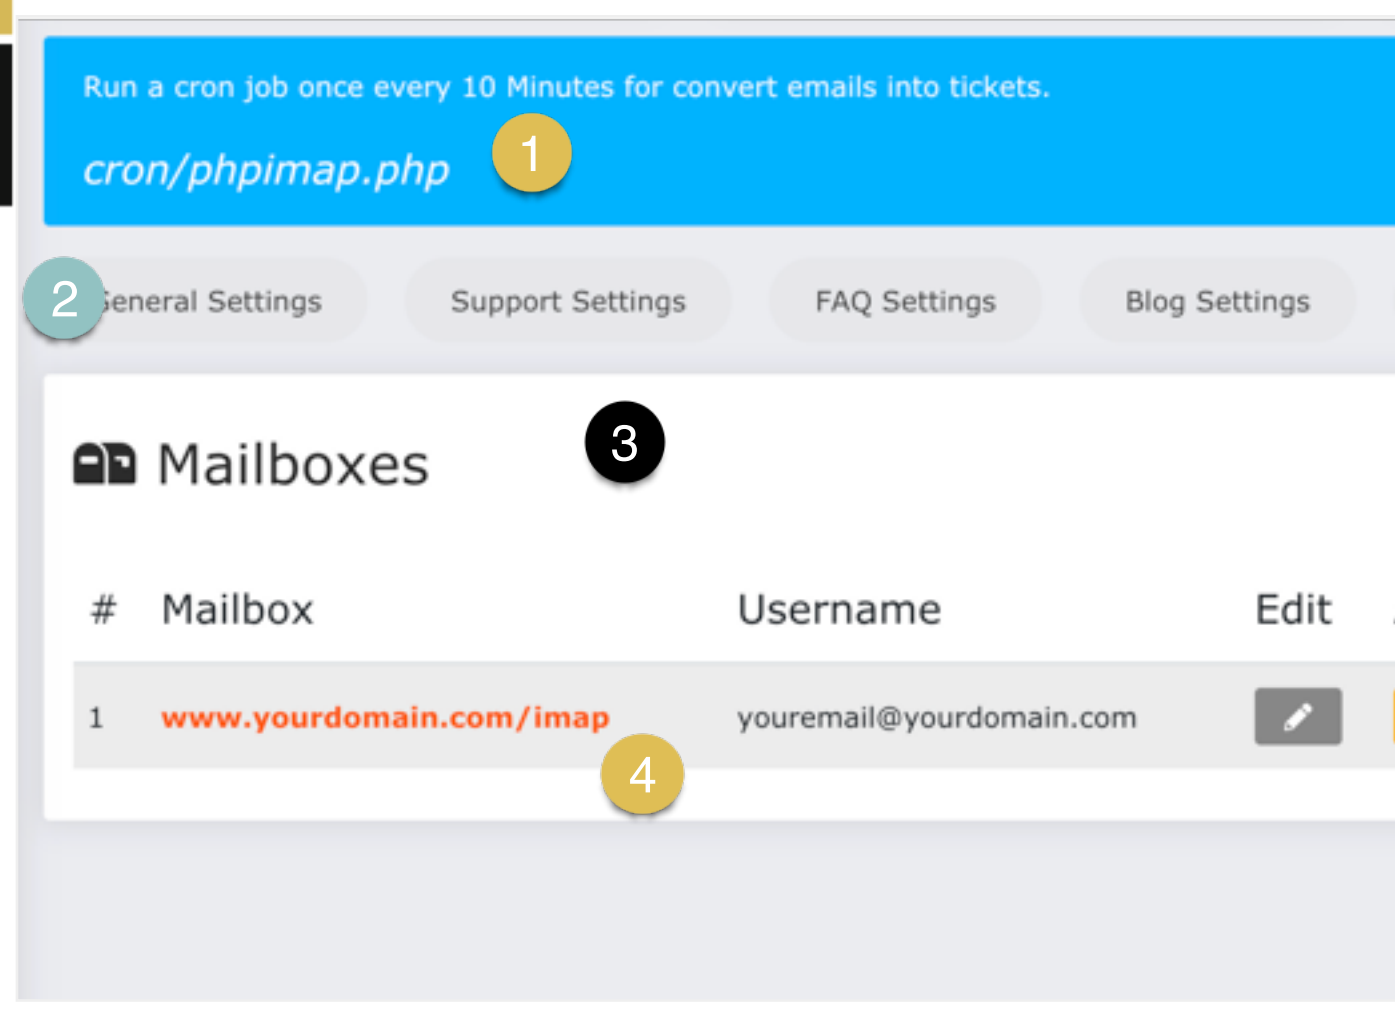 Run a cron job once every 10 Minutes for convert emails into tickets.
cron/phpimap.php
1
2
General Settings Support Settings FAQ Settings Blog Settings
Mailboxes
3
# Mailbox Username Edit
1 www.yourdomain.com/imap youremail@yourdomain.com
4